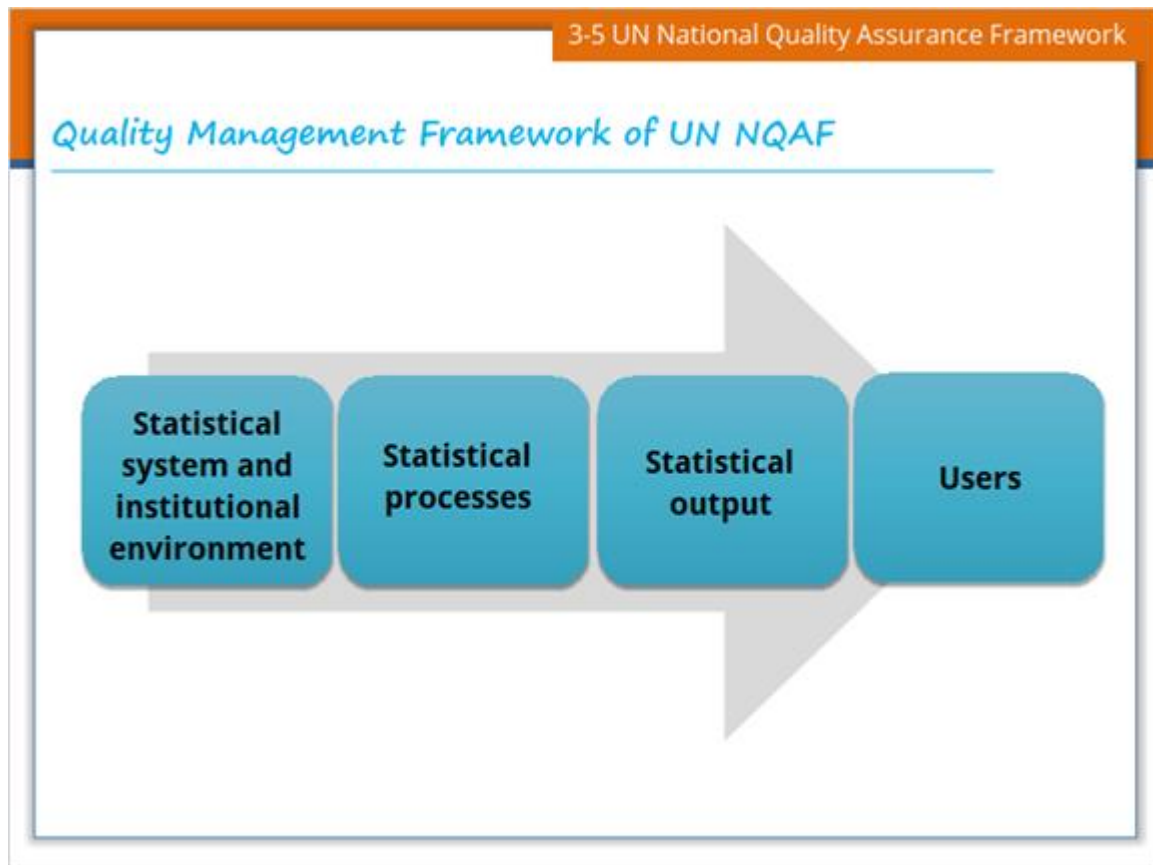 3-5 UN National Quality Assurance Framework
Quality Management Framework of UN NQAF
Statistical
system and
institutional
environment
Statistical
processes
Statistical
output
Users